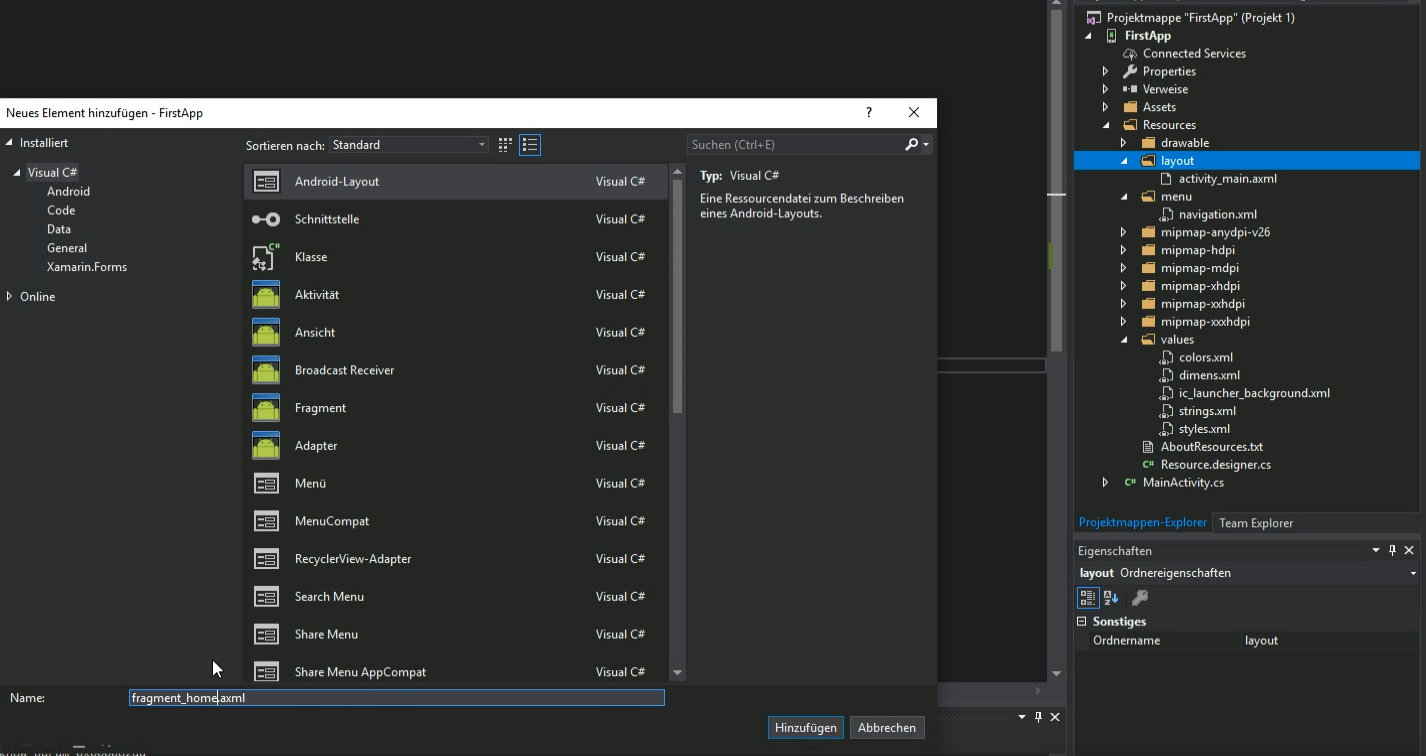 Projektmappe "FirstApp" (Projekt 1)
FirstApp
Connected Services
Properties
Verweise
Assets
Resources
drawable
layout
activity_main.axml
menu
navigation.xml
mipmap-anydpi-v26
mipmap-hdpi
mipmap-mdpi
mipmap-xhdpi
mipmap-xxhdpi
mipmap-xxxhdpi
values
colors.xml
dimens.xml
ic_launcher_background.xml
strings.xml
styles.xml
AboutResources.txt
C# Resource.designer.cs
C# MainActivity.cs
Projektmappen-Explorer Team Explorer
Eigenschaften
layout Ordnereigenschaften
Sonstiges
Ordnername layout
Neues Element hinzufügen - FirstApp ?
Installiert
Visual C#
Android
Code
Data
General
Xamarin.Forms
Online
Sortieren nach: Standard
Suchen (Ctrl+E)
Android-Layout Visual C#
Schnittstelle Visual C#
Klasse Visual C#
Aktivität Visual C#
Ansicht Visual C#
Broadcast Receiver Visual C#
Fragment Visual C#
Adapter Visual C#
Menü Visual C#
MenuCompat Visual C#
RecyclerView-Adapter Visual C#
Search Menu Visual C#
Share Menu Visual C#
Share Menu AppCompat Visual C#
Typ: Visual C#
Eine Ressourcendatei zum Beschreiben
eines Android-Layouts.
Name: fragment_home.axml
Hinzufügen Abbrechen